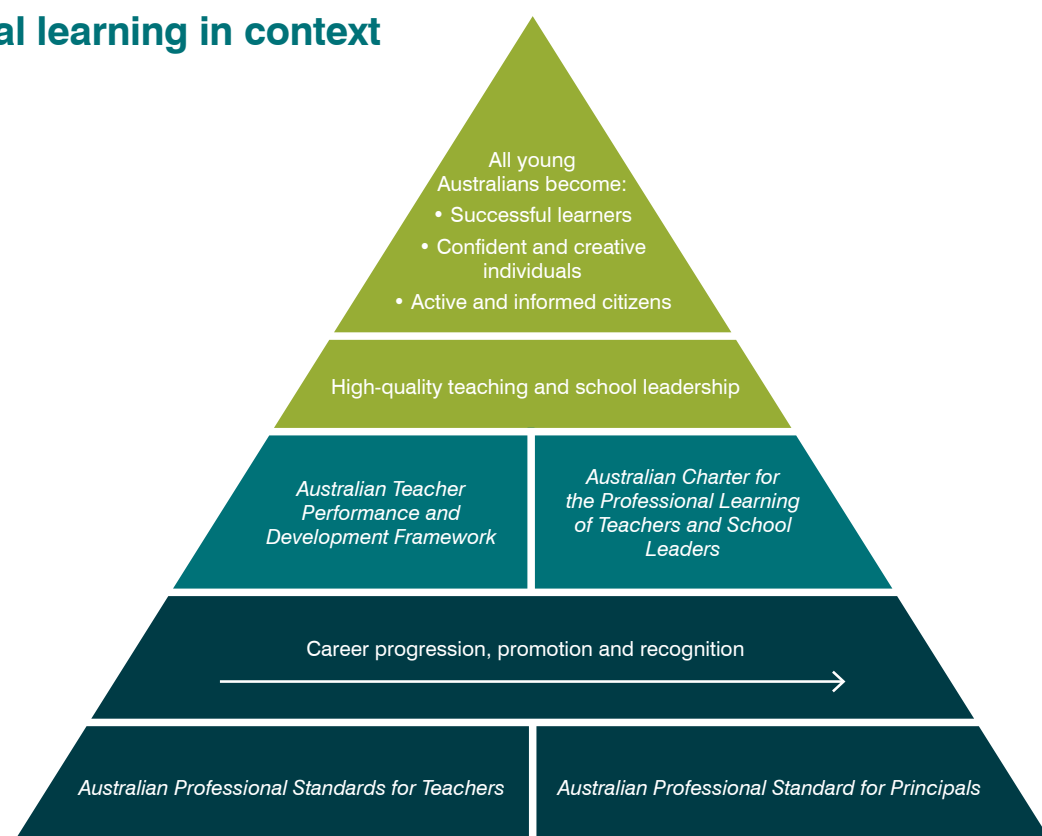 al learning in context
All young
Australians become:
• Successful learners
• Confident and creative
individuals
• Active and informed citizens
High-quality teaching and school leadership
Australian Teacher
Performance and
Development Framework
Australian Charter for
the Professional Learning
of Teachers and School
Leaders
Career progression, promotion and recognition
Australian Professional Standards for Teachers
Australian Professional Standard for Principals